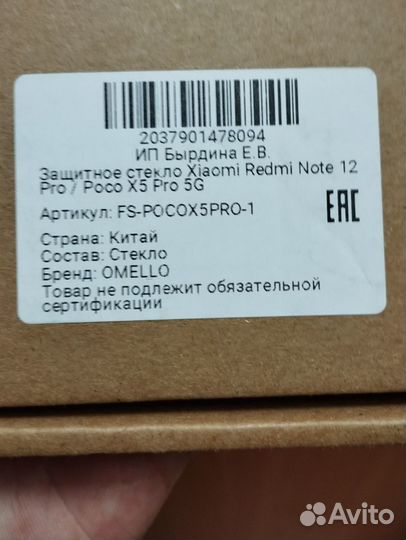 2037901478094
ИП Бырдина Е.В.
Защитное стекло Xiaomi Redmi Note 12
Pro / Poco X5 Pro 5G
Артикул: FS-POCOX5PRO-1
EAC
Страна: Китай
Состав: Стекло
Бренд: OMELLO
Товар не подлежит обязательной
сертификации
Avito